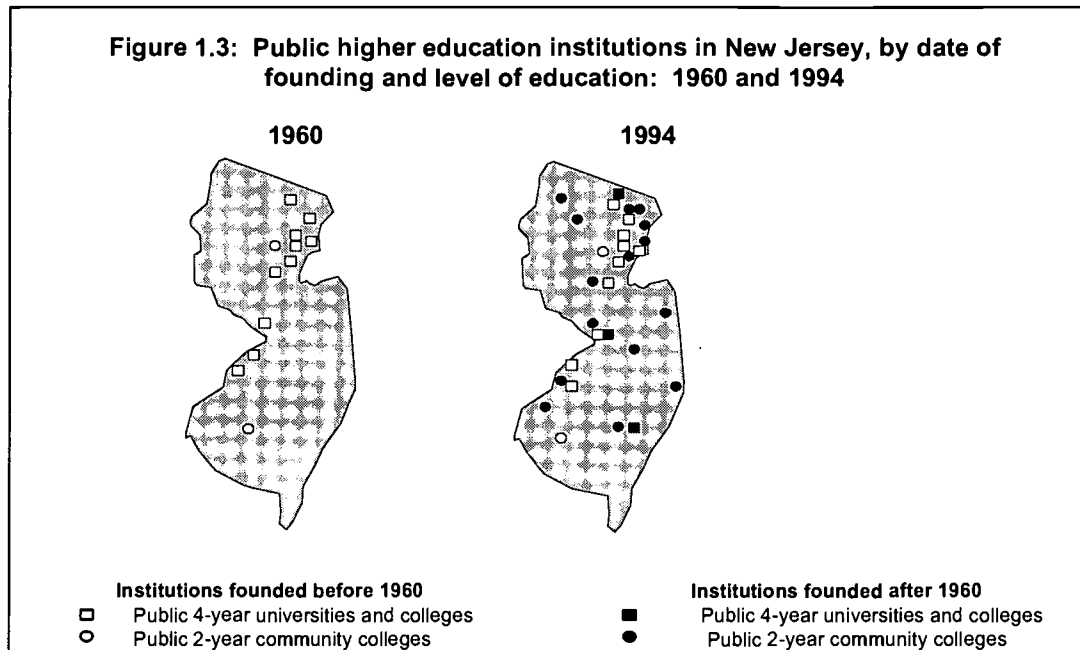 Figure 1.3: Public higher education institutions in New Jersey, by date of
founding and level of education: 1960 and 1994
1960
1994
Institutions founded before 1960
Public 4-year universities and colleges
Public 2-year community colleges
Institutions founded after 1960
Public 4-year universities and colleges
Public 2-year community colleges